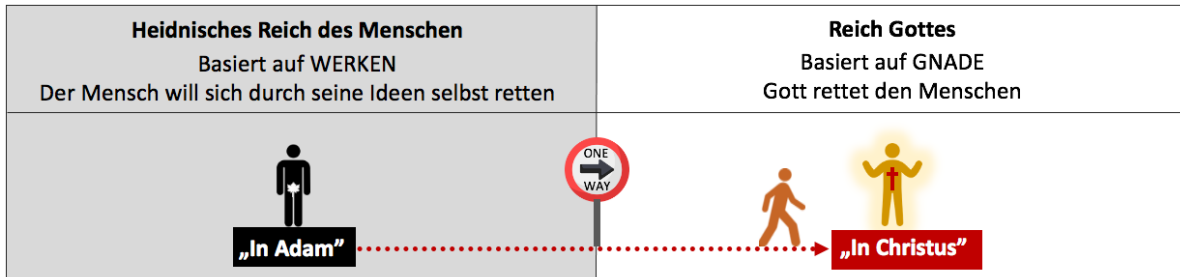 Heidnisches Reich des Menschen
Basiert auf WERKEN
Der Mensch will sich durch seine Ideen selbst retten
Reich Gottes
Basiert auf GNADE
Gott rettet den Menschen
ONE
WAY
„In Adam”
„In Christus”